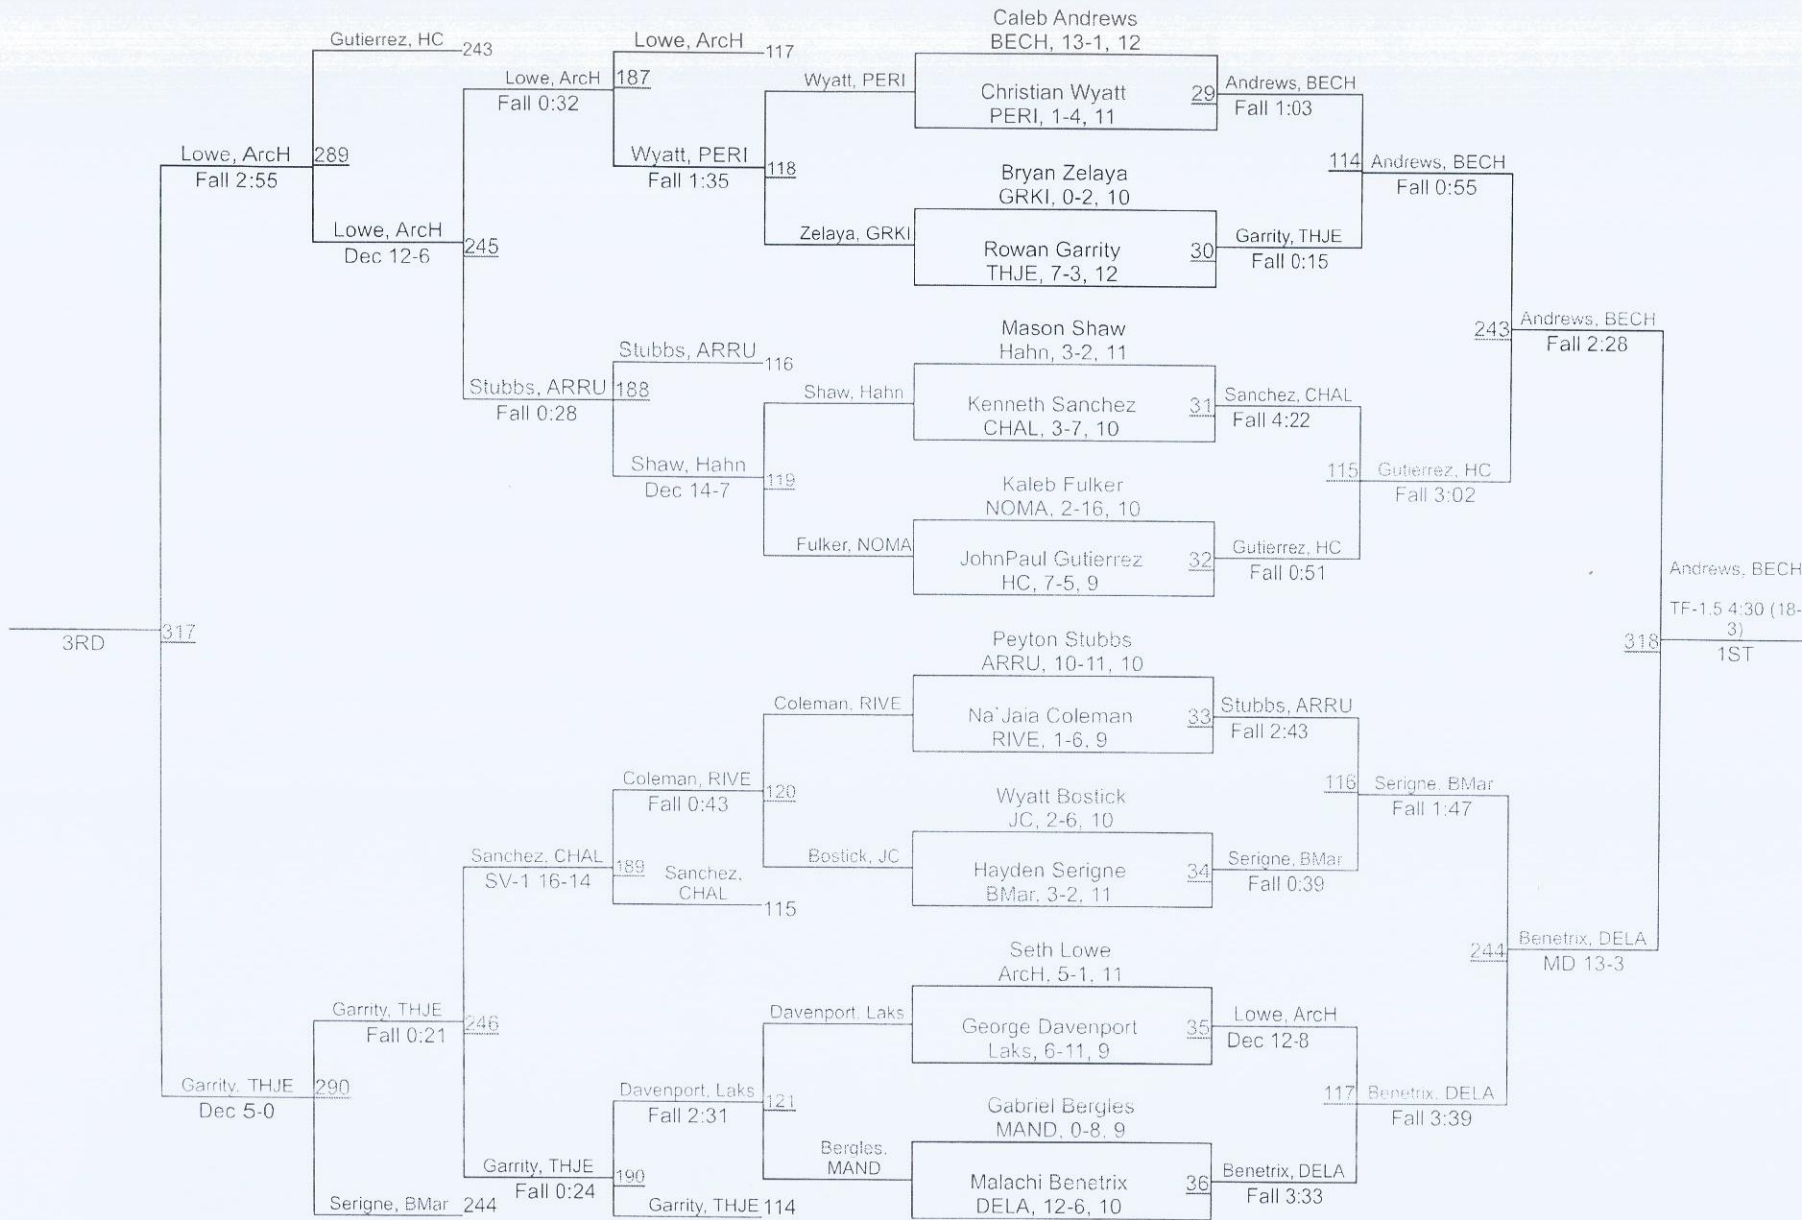 Gutierrez, HC 243
Lowe, ArcH
Fall 2:55
289
Lowe, ArcH
Dec 12-6
245
Lowe, ArcH
Fall 0:32
187
Lowe, ArcH 117
Wyatt, PERI
Fall 1:35
118
Wyatt, PERI
Zelaya, GRKI
Stubbs, ARRU
Fall 0:28
188
Stubbs, ARRU 116
Shaw, Hahn
Dec 14-7
119
Shaw, Hahn
Fulker, NOMA
3RD
317
Garrity, THJE
Dec 5-0
290
Garrity, THJE
Fall 0:21
246
Serigne, BMar 244
Sanchez, CHAL
SV-1 16-14
189
Coleman, RIVE
Fall 0:43
120
Sanchez,
CHAL
115
Coleman, RIVE
Bostick, JC
Garrity, THJE
Fall 0:24
190
Davenport, Laks
Fall 2:31
121
Garrity, THJE 114
Davenport, Laks
Bergles,
MAND
Caleb Andrews
BECH, 13-1, 12
Christian Wyatt
PERI, 1-4, 11
29
Andrews, BECH
Fall 1:03
Bryan Zelaya
GRKI, 0-2, 10
Rowan Garrity
THJE, 7-3, 12
30
Garrity, THJE
Fall 0:15
114
Andrews, BECH
Fall 0:55
Mason Shaw
Hahn, 3-2, 11
Kenneth Sanchez
CHAL, 3-7, 10
31
Sanchez, CHAL
Fall 4:22
Kaleb Fulker
NOMA, 2-16, 10
JohnPaul Gutierrez
HC, 7-5, 9
32
Gutierrez, HC
Fall 0:51
115
Gutierrez, HC
Fall 3:02
243
Andrews, BECH
Fall 2:28
Peyton Stubbs
ARRU, 10-11, 10
Na`Jaia Coleman
RIVE, 1-6, 9
33
Stubbs, ARRU
Fall 2:43
Wyatt Bostick
JC, 2-6, 10
Hayden Serigne
BMar, 3-2, 11
34
Serigne, BMar
Fall 0:39
116
Serigne, BMar
Fall 1:47
Seth Lowe
ArcH, 5-1, 11
George Davenport
Laks, 6-11, 9
35
Lowe, ArcH
Dec 12-8
Gabriel Bergles
MAND, 0-8, 9
Malachi Benetrix
DELA, 12-6, 10
36
Benetrix, DELA
Fall 3:33
117
Benetrix, DELA
Fall 3:39
244
Benetrix, DELA
MD 13-3
318
Andrews, BECH
TF-1.5 4:30 (18-
3)
1ST